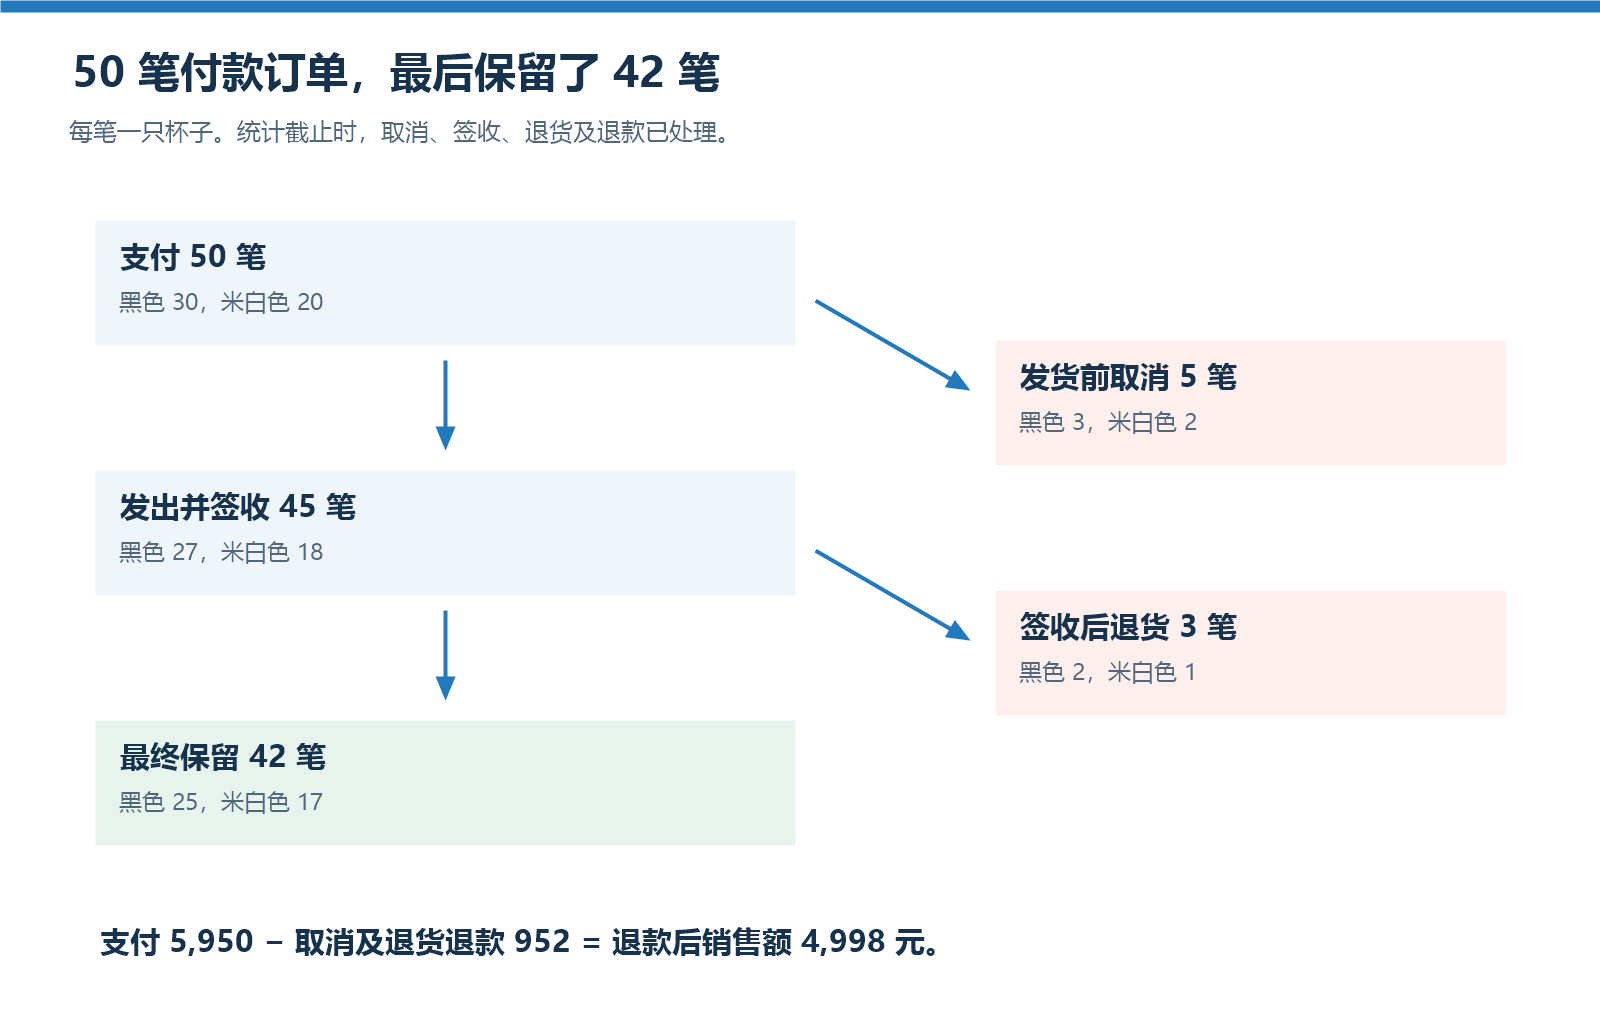 50 笔付款订单，最后保留了 42 笔
每笔一只杯子。统计截止时，取消、签收、退货及退款已处理。
支付 50 笔
黑色 30，米白色 20
发货前取消 5 笔
黑色 3，米白色 2
发出并签收 45 笔
黑色 27，米白色 18
签收后退货 3 笔
黑色 2，米白色 1
最终保留 42 笔
黑色 25，米白色 17
支付 5,950 − 取消及退货退款 952 = 退款后销售额 4,998 元。